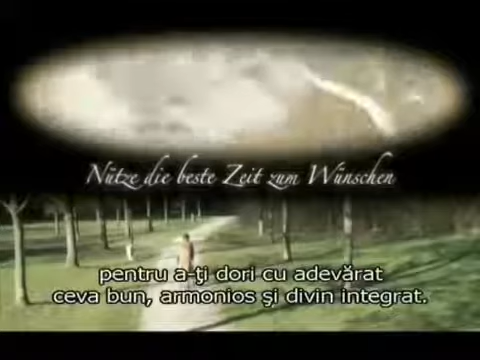 Nütze die beste Zeit zum Wünschen
pentru a-ţi dori cu adevărat
ceva bun, armonios şi divin integrat.